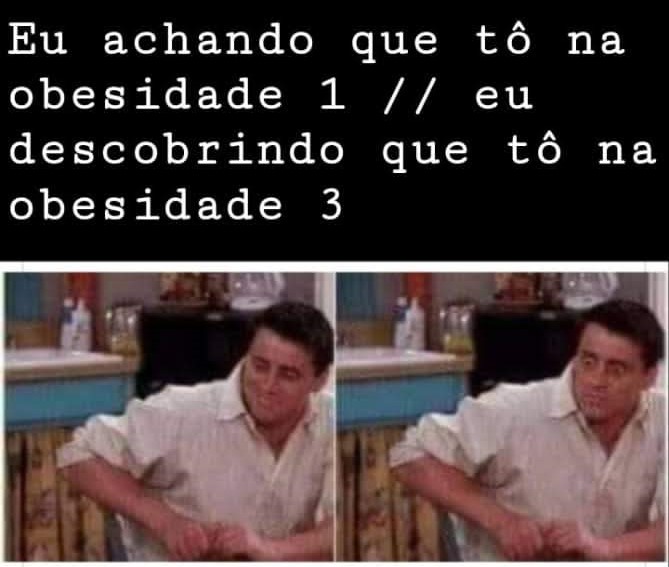 Eu achando que tô na
obesidade 1 // eu
descobrindo que tô na
obesidade 3